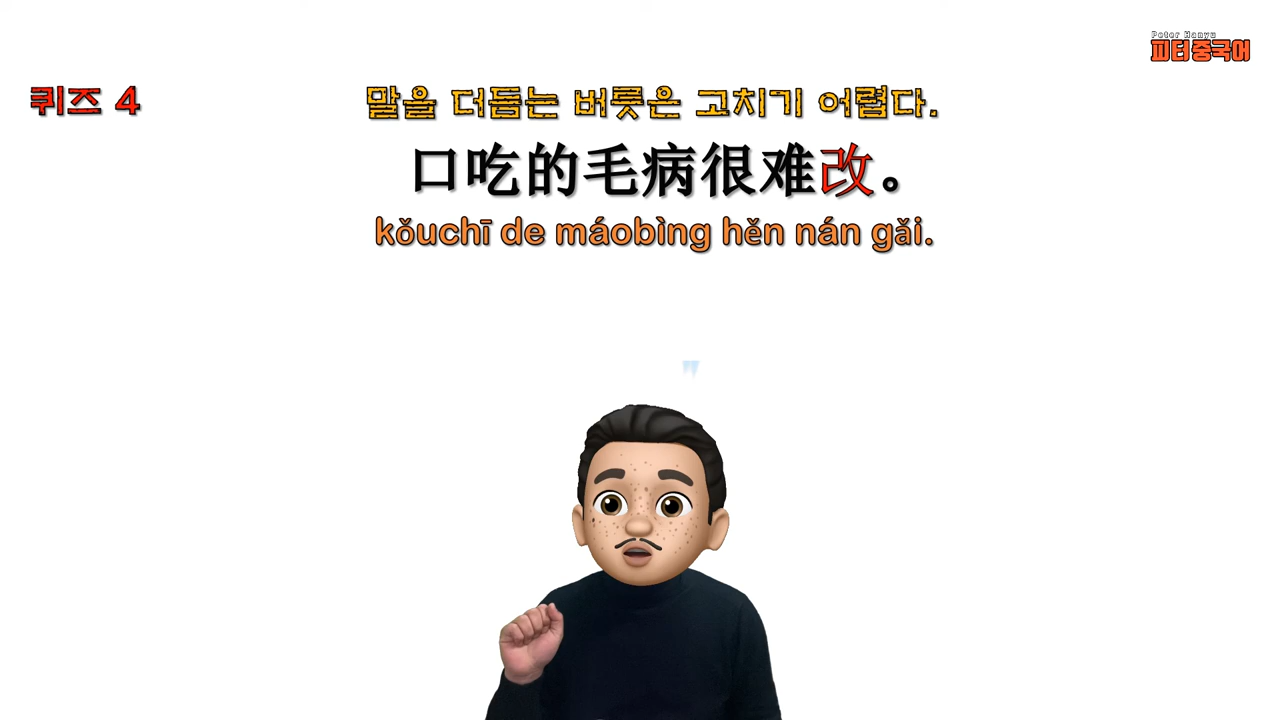 Peter Hanyu
피터중국어
퀴즈 4
말을 더듬는 버릇은 고치기 어렵다.
口吃的毛病很难改。
kǒuchī de máobìng hěn nán gǎi.